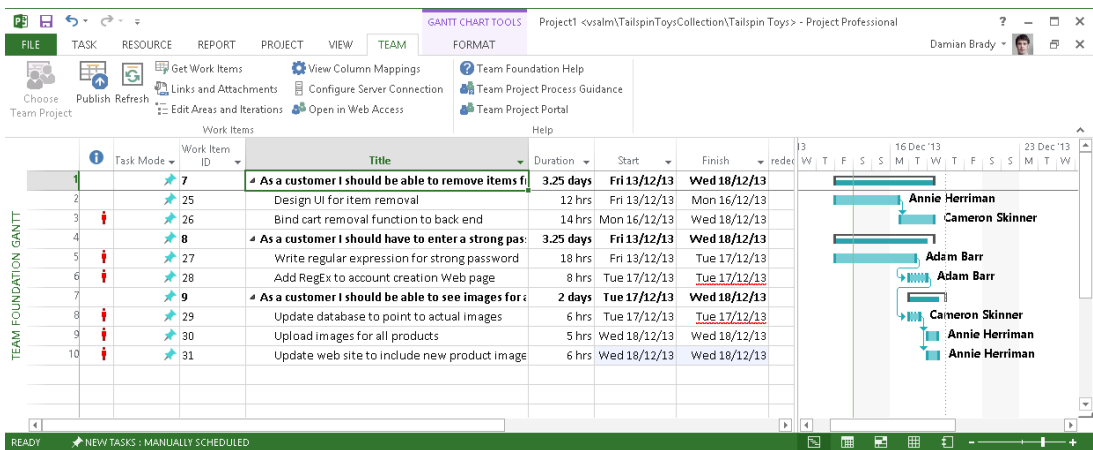 GANTT CHART TOOLS Project1 <vsalm\TailspinToysCollection\Tailspin Toys> - Project Professional ?
FILE TASK RESOURCE REPORT PROJECT VIEW TEAM FORMAT Damian Brady
Get Work Items View Column Mappings Team Foundation Help
Links and Attachments Configure Server Connection Team Project Process Guidance
Choose Team Project Publish Refresh Edit Areas and Iterations Open in Web Access Team Project Portal
Work Items Help
Task Mode Work Item ID Title Duration Start Finish redec
13 16 Dec '13 23 Dec '13
W T F S S M T W T F S S M T W
1 7 As a customer I should be able to remove items f 3.25 days Fri 13/12/13 Wed 18/12/13
2 25 Design UI for item removal 12 hrs Fri 13/12/13 Mon 16/12/13 Annie Herriman
3 26 Bind cart removal function to back end 14 hrs Mon 16/12/13 Wed 18/12/13 Cameron Skinner
4 8 As a customer I should have to enter a strong pas 3.25 days Fri 13/12/13 Wed 18/12/13
5 27 Write regular expression for strong password 18 hrs Fri 13/12/13 Tue 17/12/13 Adam Barr
6 28 Add RegEx to account creation Web page 8 hrs Tue 17/12/13 Tue 17/12/13 Adam Barr
7 9 As a customer I should be able to see images for a 2 days Tue 17/12/13 Wed 18/12/13
8 29 Update database to point to actual images 6 hrs Tue 17/12/13 Tue 17/12/13 Cameron Skinner
9 30 Upload images for all products 5 hrs Wed 18/12/13 Wed 18/12/13 Annie Herriman
10 31 Update web site to include new product image 6 hrs Wed 18/12/13 Wed 18/12/13 Annie Herriman
TEAM FOUNDATION GANTT
READY NEW TASKS : MANUALLY SCHEDULED